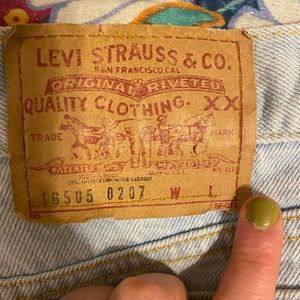 LEVI STRAUSS & CO.
SAN FRANCISCO, CAL.
ORIGINAL RIVETED
QUALITY CLOTHING. XX
TRADE MARK
16505 0207 W L